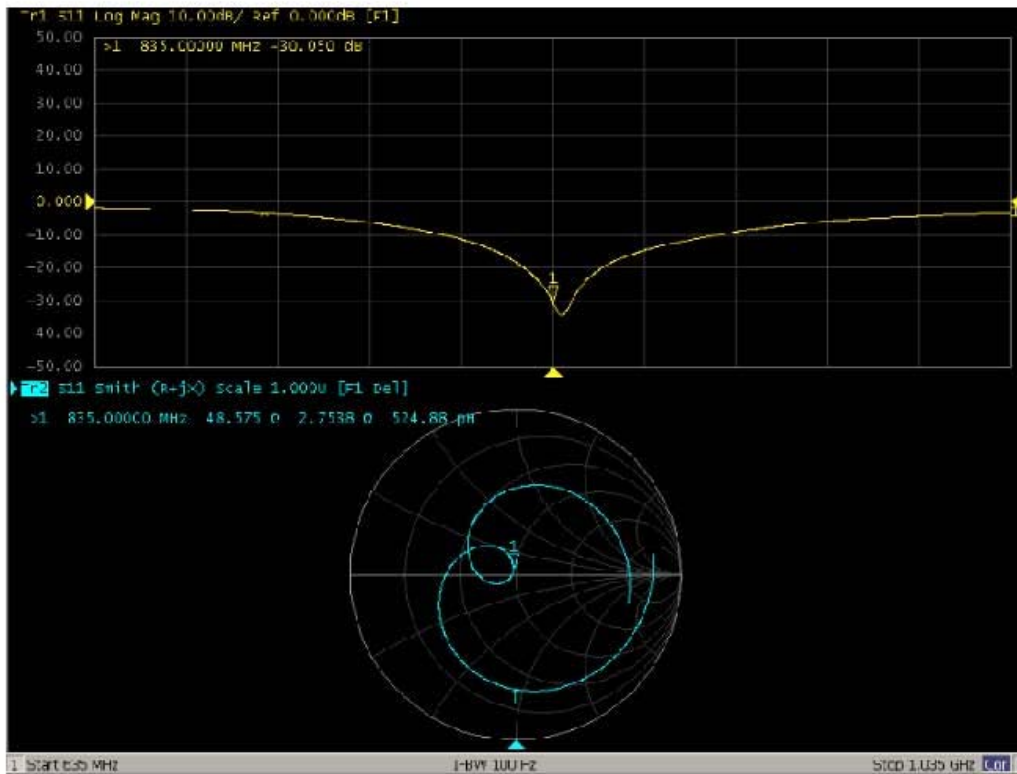 Tr1 S11 Log Mag 10.00dB/ Ref 0.000dB [F1]
50.00
>1 835.00000 MHz -30.050 dB
40.00
30.00
20.00
10.00
0.000
-10.00
-20.00
1
-30.00
40.00
-50.00
Tr2 S11 Smith (R+jX) Scale 1.000U [F1 Del]
>1 835.00000 MHz 48.575 Ω 2.7538 Ω 524.88 pH
1
1 Start 635 MHz IFBW 100 Hz Stop 1.035 GHz Cor